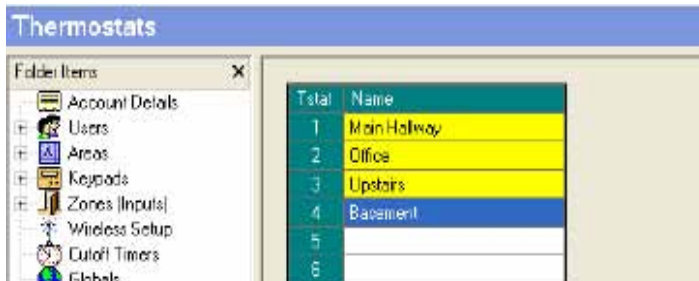 Thermostats
Folder Items
Account Details
Users
Areas
Keypads
Zones (Inputs)
Wireless Setup
Cutoff Timers
Globals
Tstat Name
1 Main Hallway
2 Office
3 Upstairs
4 Basement
5
6